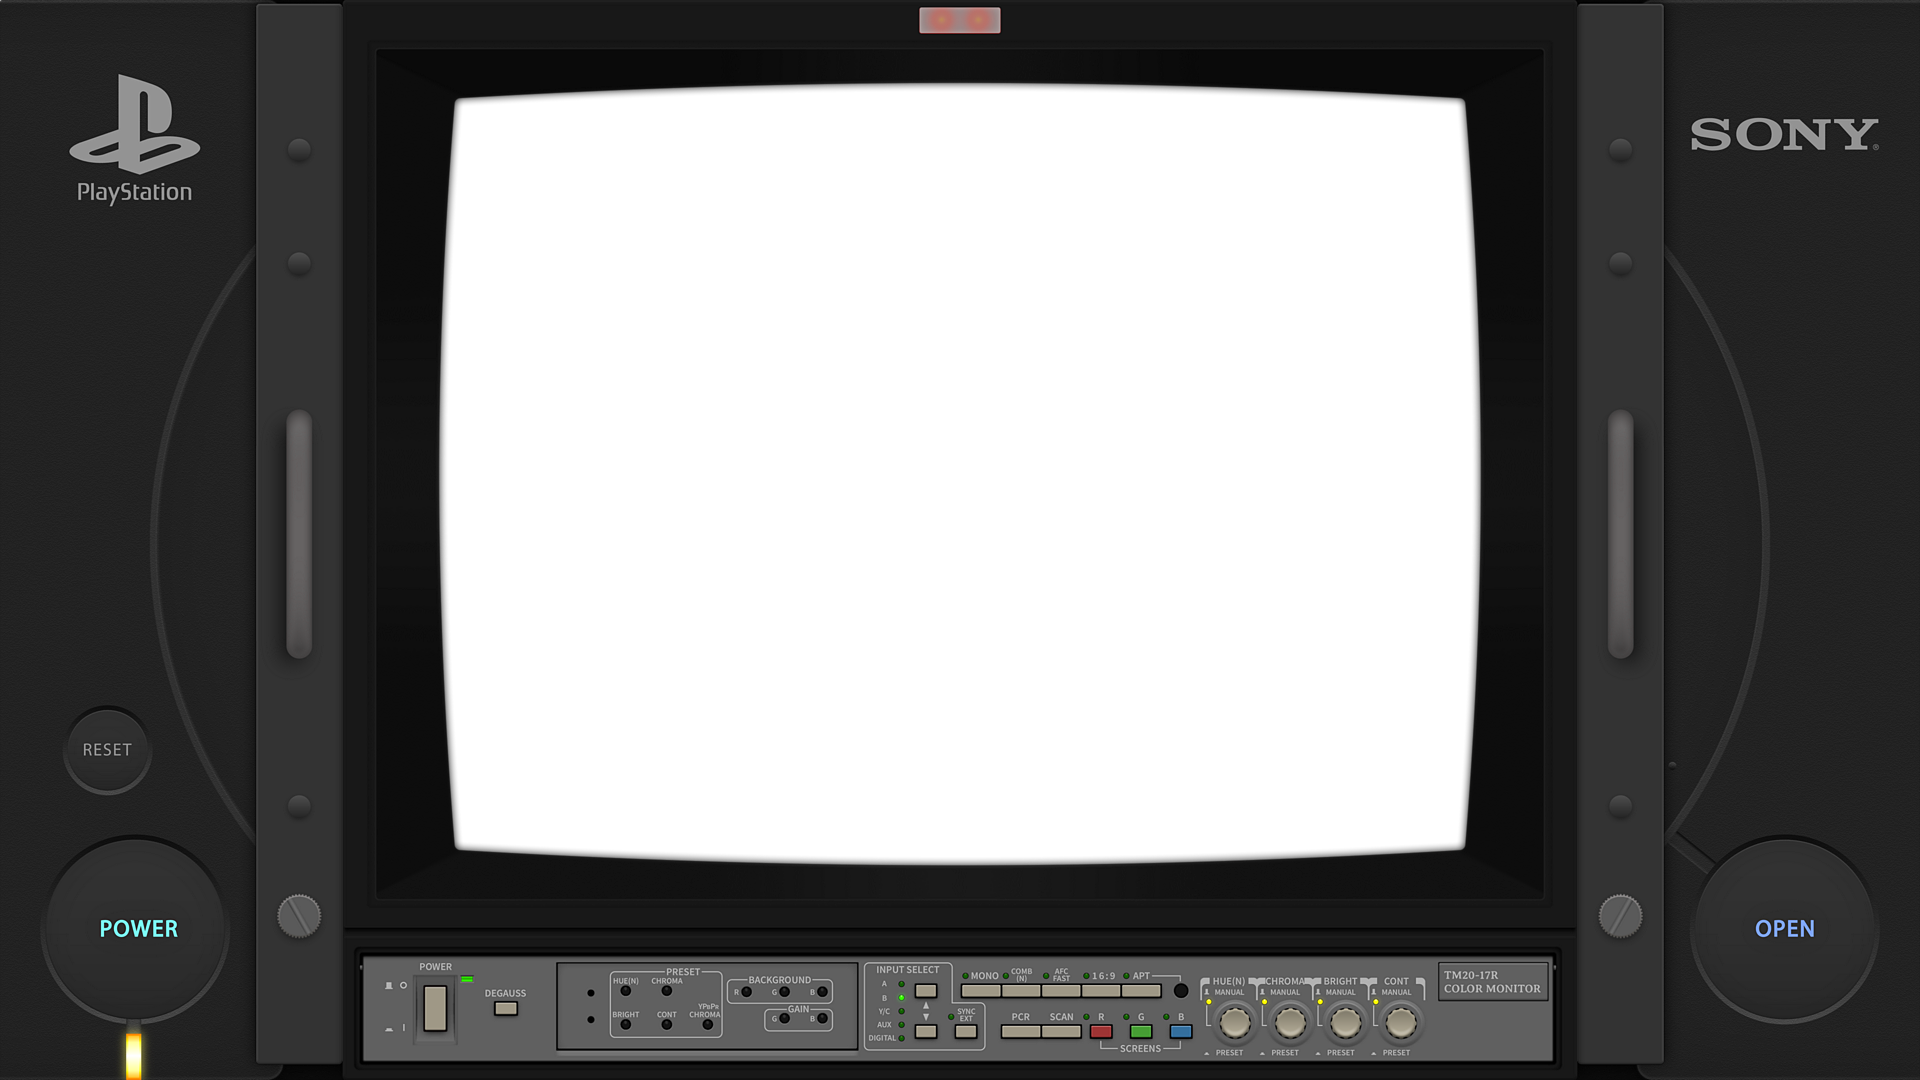 PlayStation
SONY
RESET
POWER
OPEN
POWER
DEGAUSS
PRESET
HUE(N) CHROMA
YPBPR
BRIGHT CONT CHROMA
BACKGROUND
R G B
GAIN
G B
INPUT SELECT
A
B
Y/C
AUX
DIGITAL
SYNC
EXT
MONO COMB (N) AFC FAST 16:9 APT
PCR SCAN R G B
SCREENS
HUE(N) CHROMA BRIGHT CONT
MANUAL MANUAL MANUAL MANUAL
PRESET PRESET PRESET PRESET
TM20-17R
COLOR MONITOR